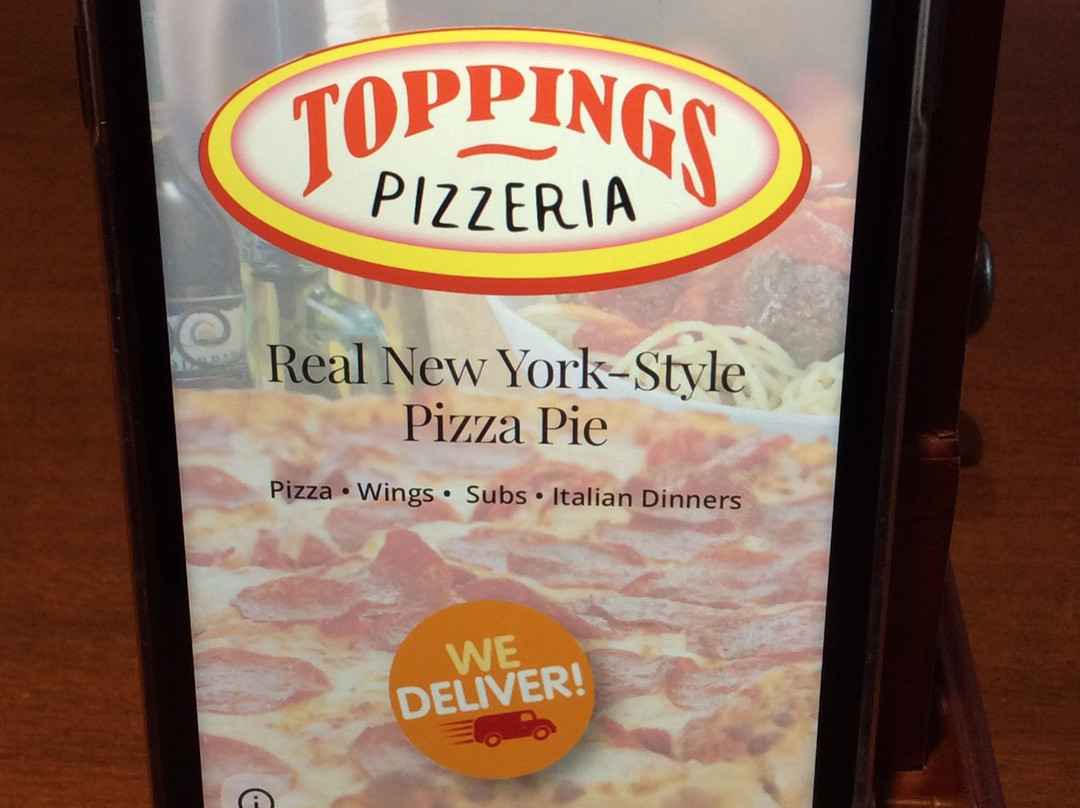 TOPPINGS
PIZZERIA
Real New York-Style
Pizza Pie
Pizza • Wings • Subs • Italian Dinners
WE
DELIVER!